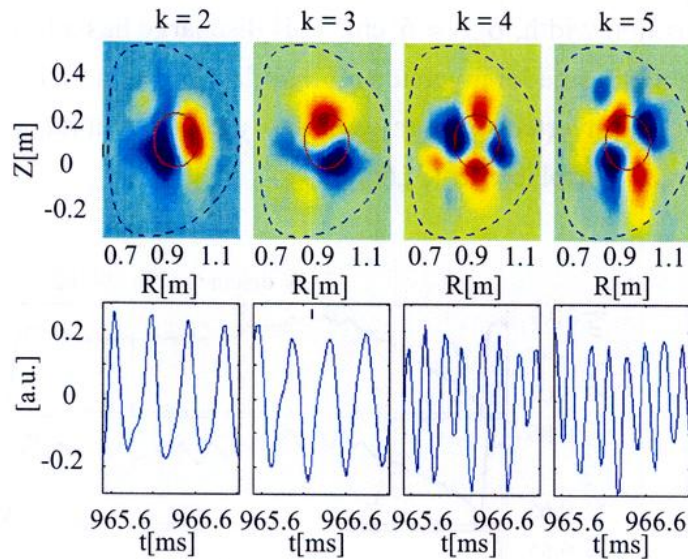 k = 2 k = 3 k = 4 k = 5
Z[m]
0.4
0.2
0
-0.2
0.7 0.9 1.1 0.7 0.9 1.1 0.7 0.9 1.1 0.7 0.9 1.1
R[m] R[m] R[m] R[m]
[a.u.]
0.2
0
-0.2
965.6 966.6 965.6 966.6 965.6 966.6 965.6 966.6
t[ms] t[ms] t[ms] t[ms]